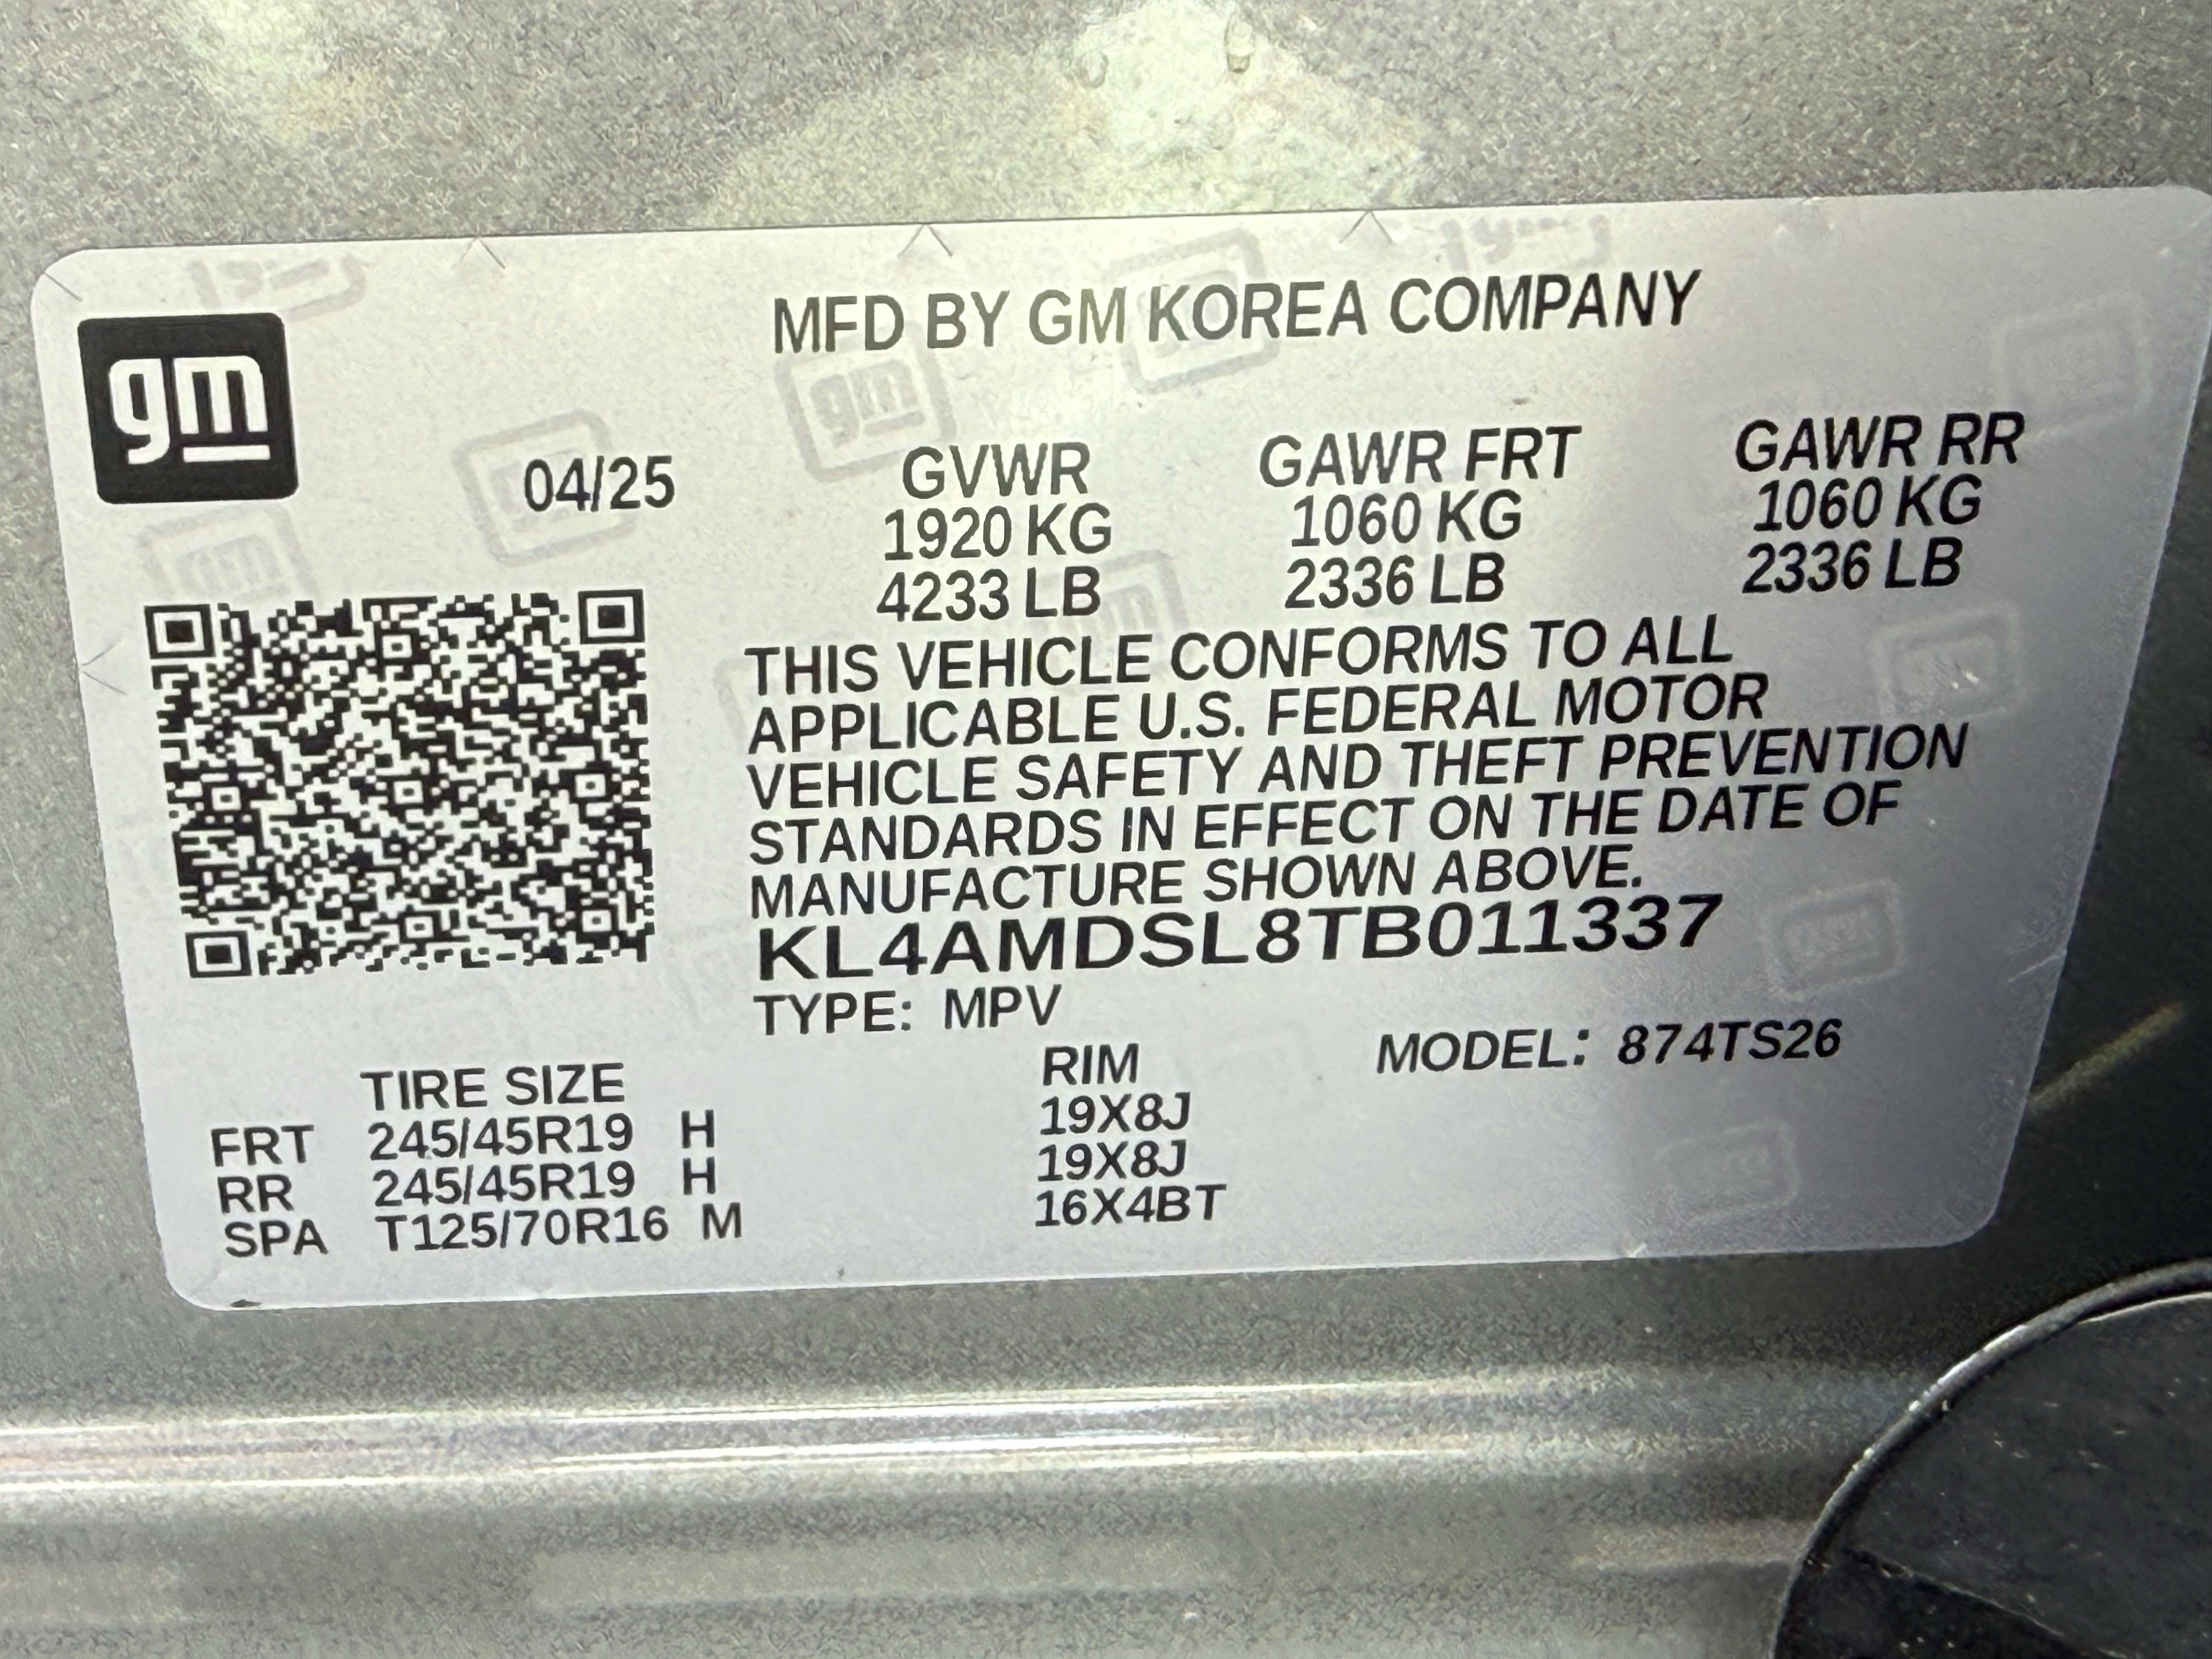 gm
MFD BY GM KOREA COMPANY
04/25 GVWR GAWR FRT GAWR RR
1920 KG 1060 KG 1060 KG
4233 LB 2336 LB 2336 LB
THIS VEHICLE CONFORMS TO ALL
APPLICABLE U.S. FEDERAL MOTOR
VEHICLE SAFETY AND THEFT PREVENTION
STANDARDS IN EFFECT ON THE DATE OF
MANUFACTURE SHOWN ABOVE.
KL4AMDSL8TB011337
TYPE: MPV
MODEL: 874TS26
TIRE SIZE RIM
FRT 245/45R19 H 19X8J
RR 245/45R19 H 19X8J
SPA T125/70R16 M 16X4BT